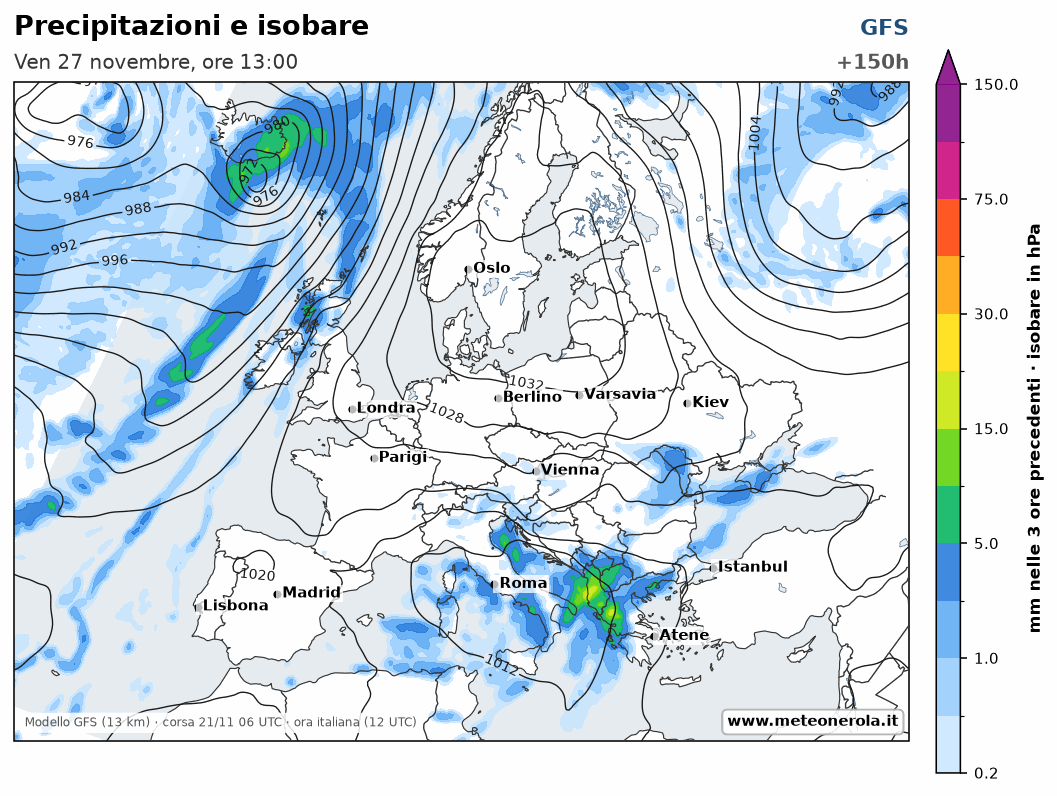 Precipitazioni e isobare
GFS
Ven 27 novembre, ore 13:00
+150h
150.0
75.0
30.0
15.0
5.0
1.0
0.2
mm nelle 3 ore precedenti · isobare in hPa
980
992
988
976
1004
972
976
984
988
992
996
Oslo
1032
Berlino
Varsavia
Kiev
Londra
1028
Parigi
Vienna
1020
Madrid
Lisbona
Roma
Istanbul
Atene
1012
Modello GFS (13 km) · corsa 21/11 06 UTC · ora italiana (12 UTC)
www.meteonerola.it